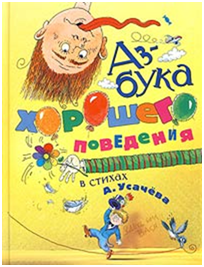 Аз-
бука
хорошего
поведения
в стихах
А. Усачёва